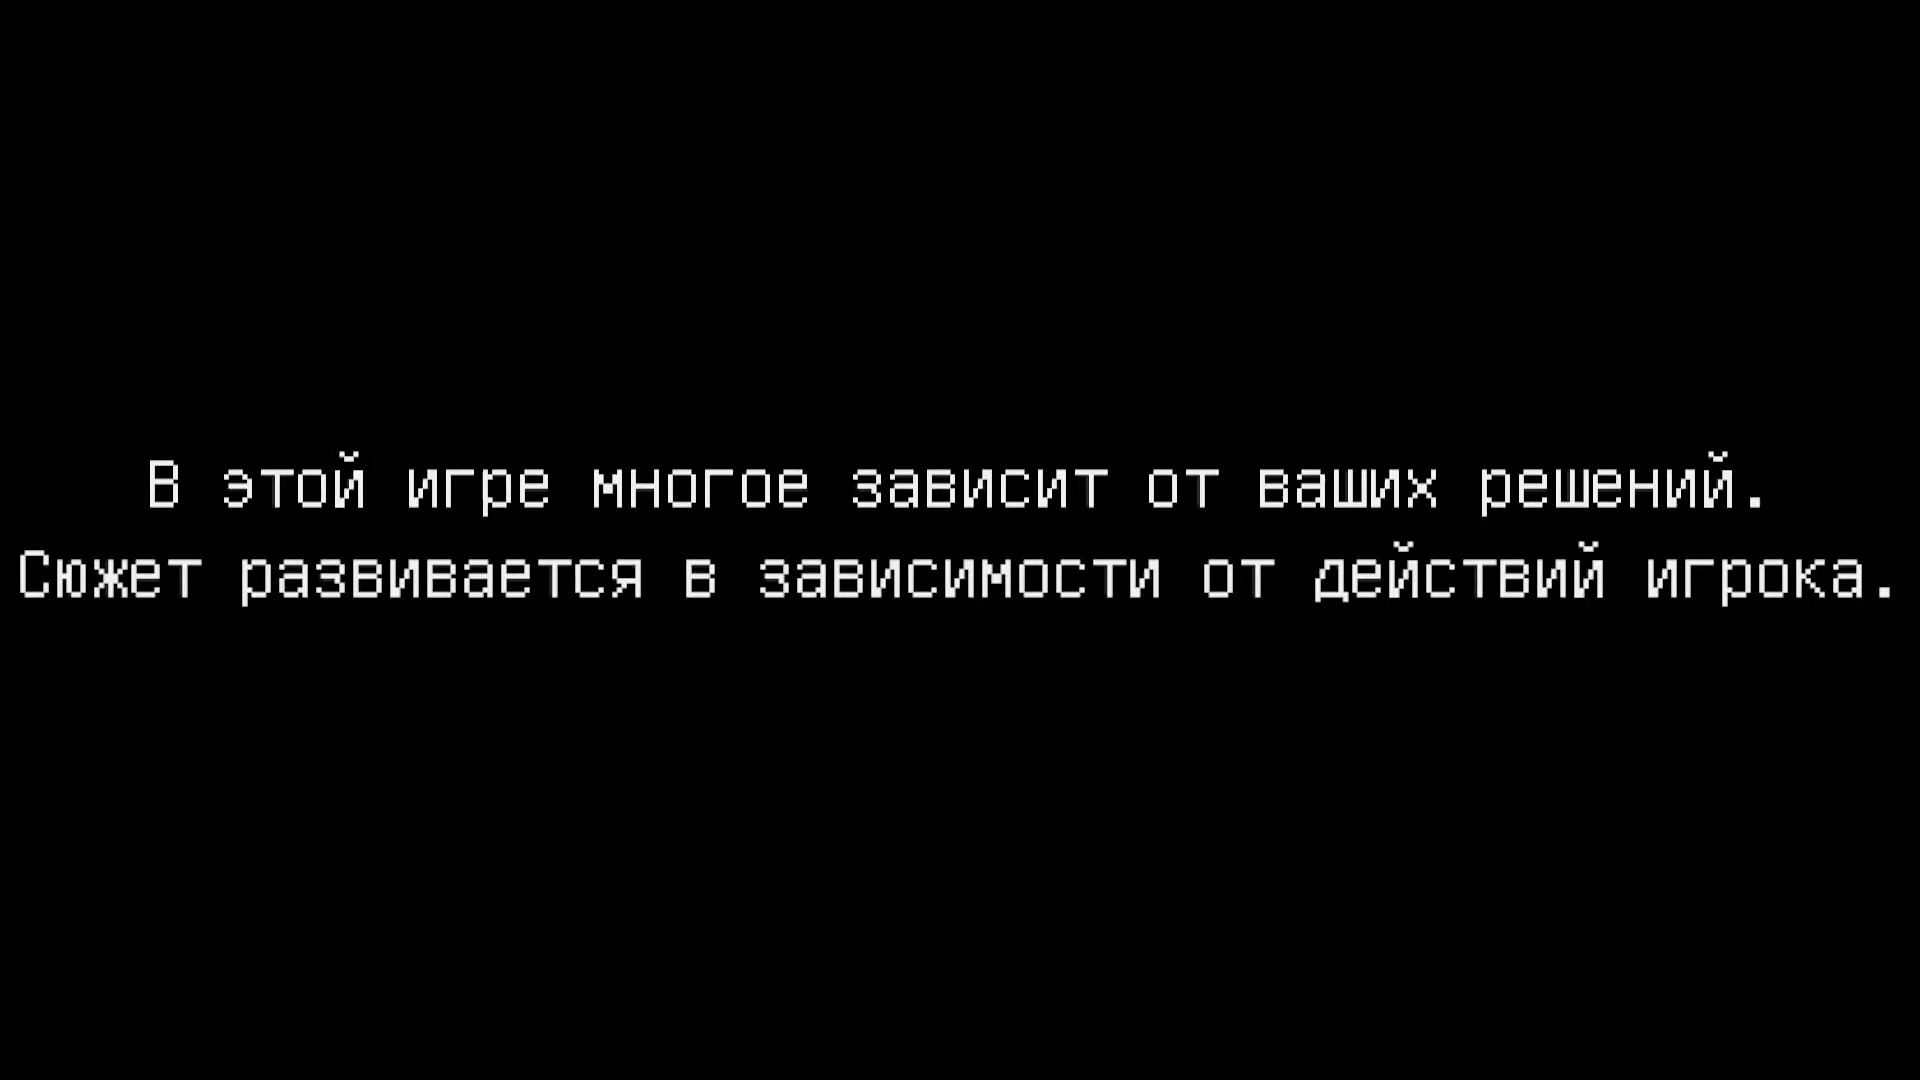 В этой игре многое зависит от ваших решений.
Сюжет развивается в зависимости от действий игрока.